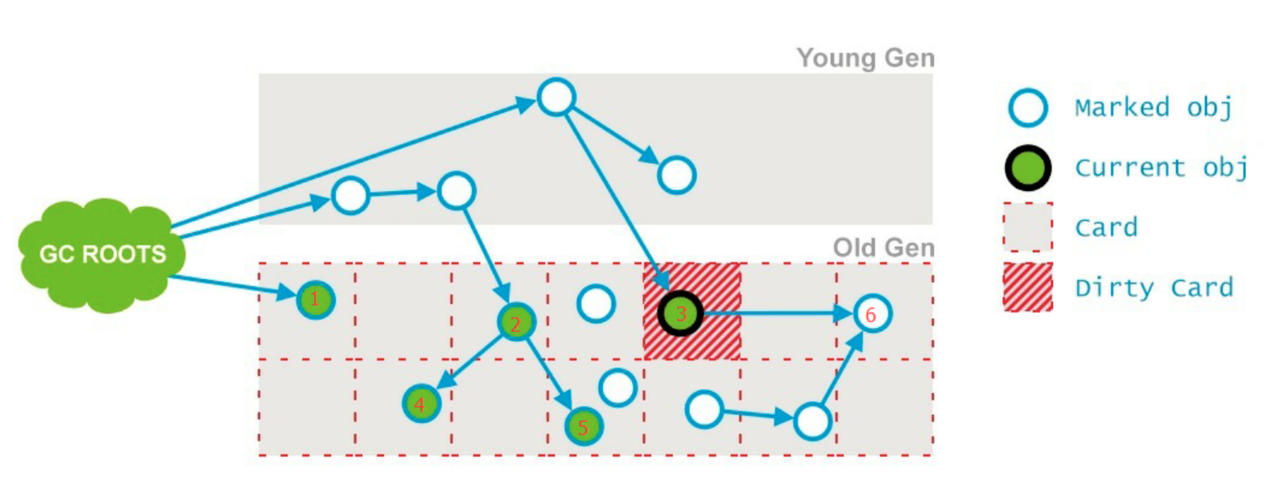 Young Gen
Marked obj
Current obj
GC ROOTS
Card
Old Gen
Dirty Card
1
2
3
6
4
5